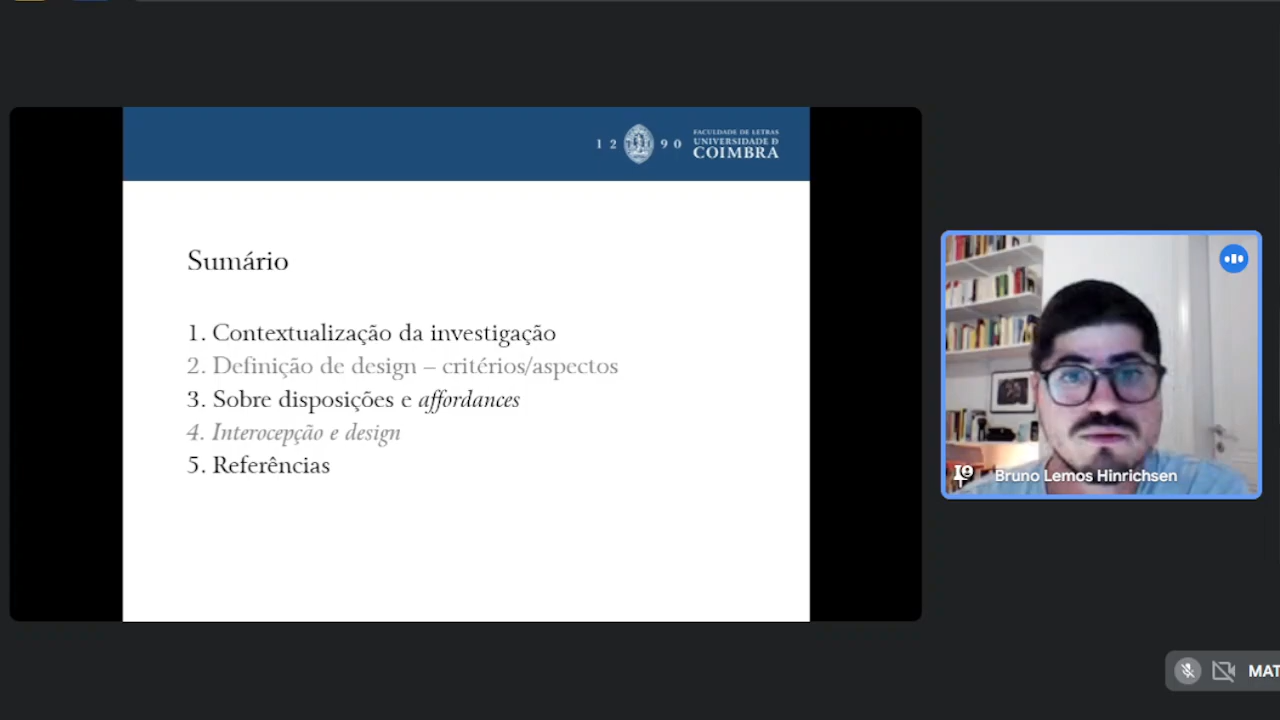 1 2 9 0
FACULDADE DE LETRAS
UNIVERSIDADE Ð
COIMBRA
Sumário
1. Contextualização da investigação
2. Definição de design – critérios/aspectos
3. Sobre disposições e affordances
4. Interocepção e design
5. Referências
Bruno Lemos Hinrichsen
MAT